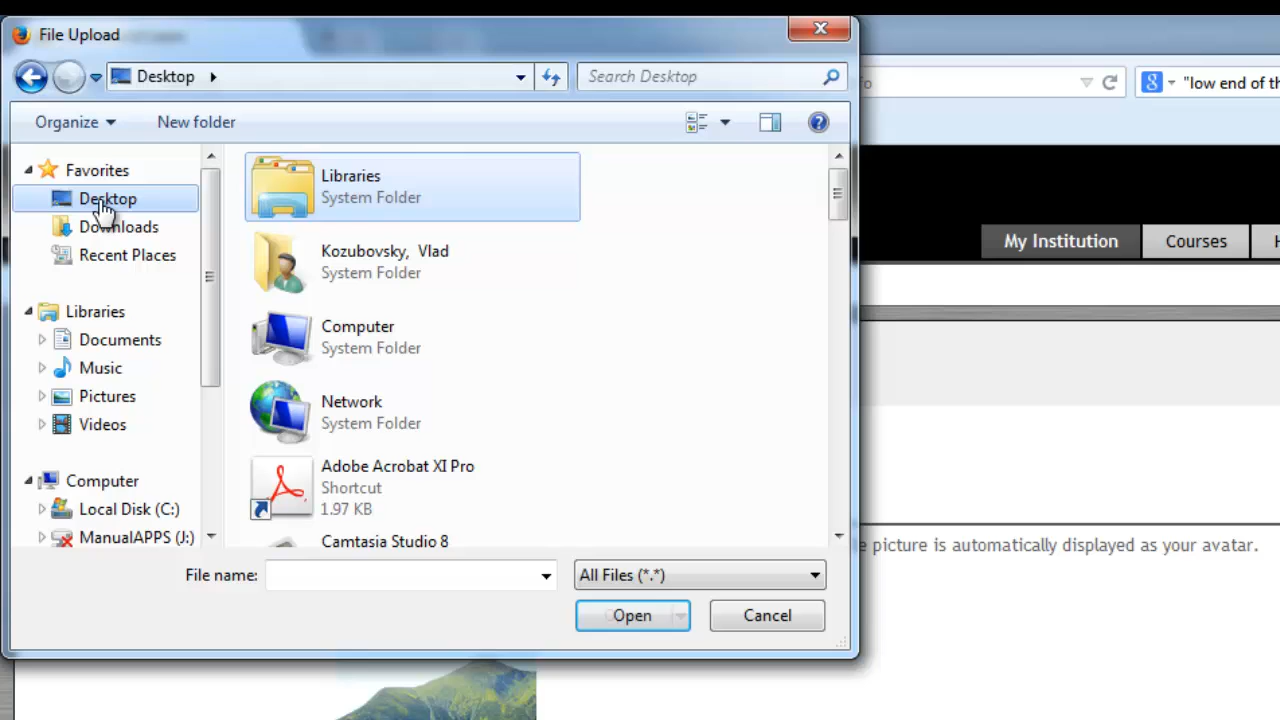 File Upload
Desktop
Search Desktop
"low end of th
Organize
New folder
Favorites
Desktop
Downloads
Recent Places
Libraries
Documents
Music
Pictures
Videos
Computer
Local Disk (C:)
ManualAPPS (J:)
Libraries
System Folder
Kozubovsky, Vlad
System Folder
Computer
System Folder
Network
System Folder
Adobe Acrobat XI Pro
Shortcut
1.97 KB
Camtasia Studio 8
My Institution
Courses
picture is automatically displayed as your avatar.
File name:
All Files (*.*)
Open
Cancel